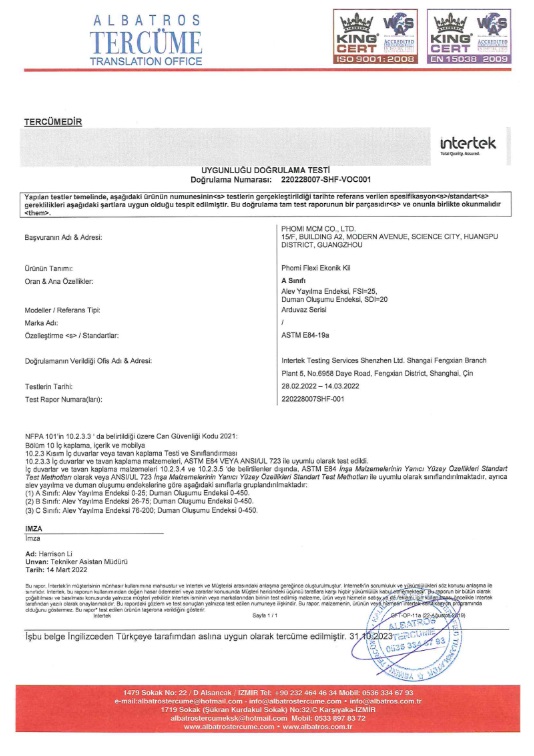 ALBATROS
TERCÜME
TRANSLATION OFFICE
KING CERT
ISO 9001:2008
KING CERT
EN 15038 2009
TERCÜMEDİR
intertek
Total Quality. Assured.
UYGUNLUĞU DOĞRULAMA TESTİ
Doğrulama Numarası: 220228007-SHF-VOC001
Yapılan testler temelinde, aşağıdaki ürünün numunesinin<s> testlerin gerçekleştirildiği tarihte referans verilen spesifikasyon<s>/standart<s>
gereklilikleri aşağıdaki şartlara uygun olduğu tespit edilmiştir. Bu doğrulama tam test raporunun bir parçasıdır<s> ve onunla birlikte okunmalıdır
<them>.
Başvuranın Adı & Adresi:
PHOMI MCM CO., LTD.
15/F, BUILDING A2, MODERN AVENUE, SCIENCE CITY, HUANGPU
DISTRICT, GUANGZHOU
Ürünün Tanımı: Phomi Flexi Ekonik Kil
Oran & Ana Özellikler: A Sınıfı
Alev Yayılma Endeksi, FSI=25,
Duman Oluşumu Endeksi, SDI=20
Modeller / Referans Tipi: Arduvaz Serisi
Marka Adı: /
Özelleştirme <s> / Standartlar: ASTM E84-19a
Doğrulamanın Verildiği Ofis Adı & Adresi: Intertek Testing Services Shenzhen Ltd. Shangai Fengxian Branch
Plant 5, No.6958 Daye Road, Fengxian District, Shanghai, Çin
Testlerin Tarihi: 28.02.2022 – 14.03.2022
Test Rapor Numara(ları): 220228007SHF-001
NFPA 101'in 10.2.3.3 ' da belirtildiği üzere Can Güvenliği Kodu 2021:
Bölüm 10 İç kaplama, içerik ve mobilya
10.2.3 Kısım İç duvarlar veya tavan kaplama Testi ve Sınıflandırması
10.2.3.3 İç duvarlar ve tavan kaplama malzemeleri, ASTM E84 VEYA ANSI/UL 723 ile uyumlu olarak test edildi.
İç duvarlar ve tavan kaplama malzemeleri 10.2.3.4 ve 10.2.3.5 'de belirtilenler dışında, ASTM E84 İnşa Malzemelerinin Yanıcı Yüzey Özellikleri Standart
Test Methotları olarak veya ANSI/UL 723 İnşa Malzemelerinin Yanıcı Yüzey Özellikleri Standart Test Methotları ile uyumlu olarak sınıflandırılmaktadır, ayrıca
alev yayılma ve duman oluşumu endekslerine göre aşağıdaki sınıflarla gruplandırılmaktadır:
(1) A Sınıfı: Alev Yayılma Endeksi 0-25; Duman Oluşumu Endeksi 0-450.
(2) B Sınıfı: Alev Yayılma Endeksi 26-75; Duman Oluşumu Endeksi 0-450.
(3) C Sınıfı: Alev Yayılma Endeksi 76-200; Duman Oluşumu Endeksi 0-450.
IMZA
İmza
Ad: Harrison Li
Unvan: Tekniker Asistan Müdürü
Tarih: 14 Mart 2022
Intertek Sayfa 1 / 1
İşbu belge İngilizceden Türkçeye tarafımdan aslına uygun olarak tercüme edilmiştir. 31.10.2023
ALBATROS
TERCÜME
0536 334 67 93
1479 Sokak No: 22 / D Alsancak / İZMİR Tel: +90 232 464 46 34 Mobil: 0536 334 67 93
e-mail:albatrostercume@hotmail.com - info@albatros.com.tr
1719 Sokak (Şükran Kurdakul Sokak) No:32/C Karşıyaka-İZMİR
albatrostercumeksk@hotmail.com Mobil: 0533 897 83 72
www.albatrostercume.com - www.albatros.com.tr